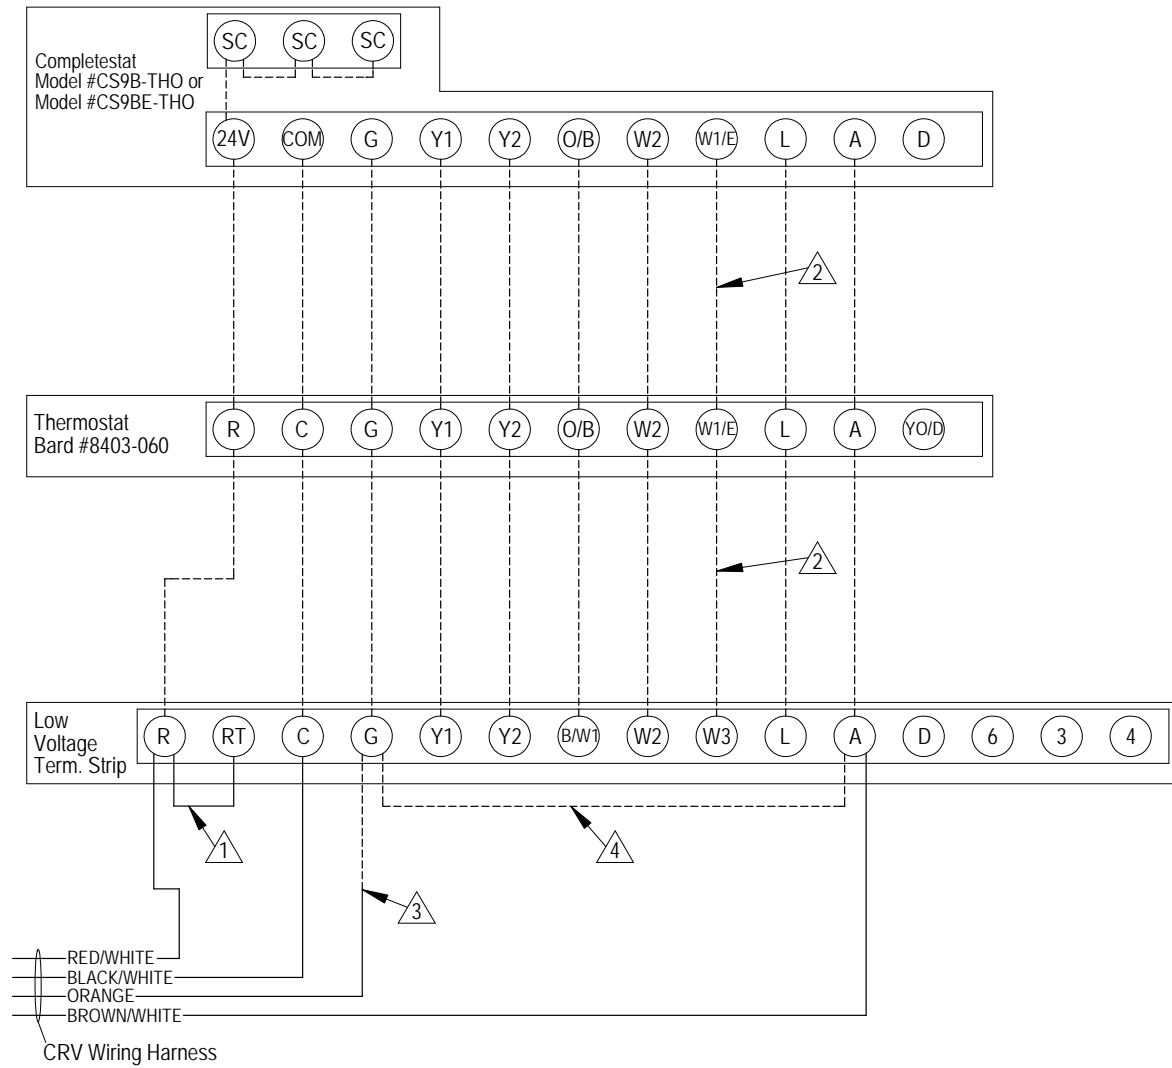 SC SC SC
Completestat
Model #CS9B-THO or
Model #CS9BE-THO
24V COM G Y1 Y2 O/B W2 W1/E L A D
2
Thermostat
Bard #8403-060
R C G Y1 Y2 O/B W2 W1/E L A YO/D
2
Low
Voltage
Term. Strip
R RT C G Y1 Y2 B/W1 W2 W3 L A D 6 3 4
1 4
3
RED/WHITE
BLACK/WHITE
ORANGE
BROWN/WHITE
CRV Wiring Harness